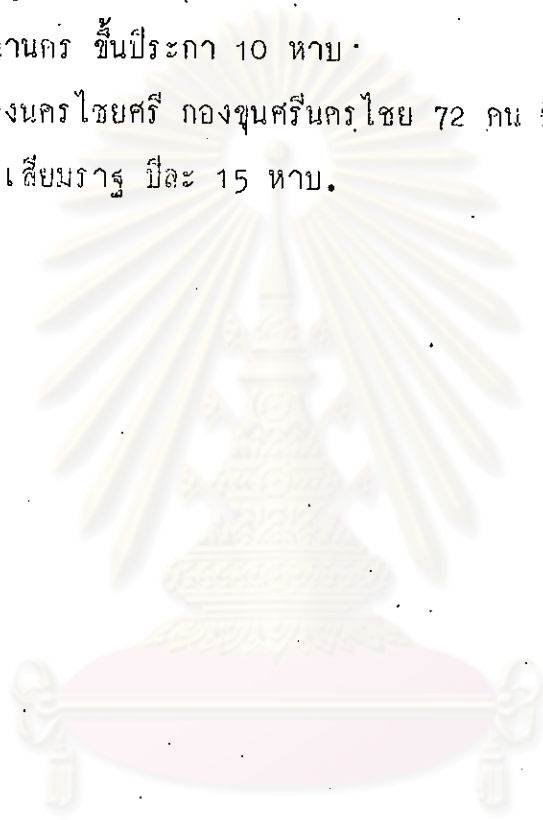 านคร ขึ้นปีระกา 10 หาบ
งนครไชยศรี กองขุนศรีนครไชย 72 คน
เสียมราฐ ปีละ 15 หาบ.